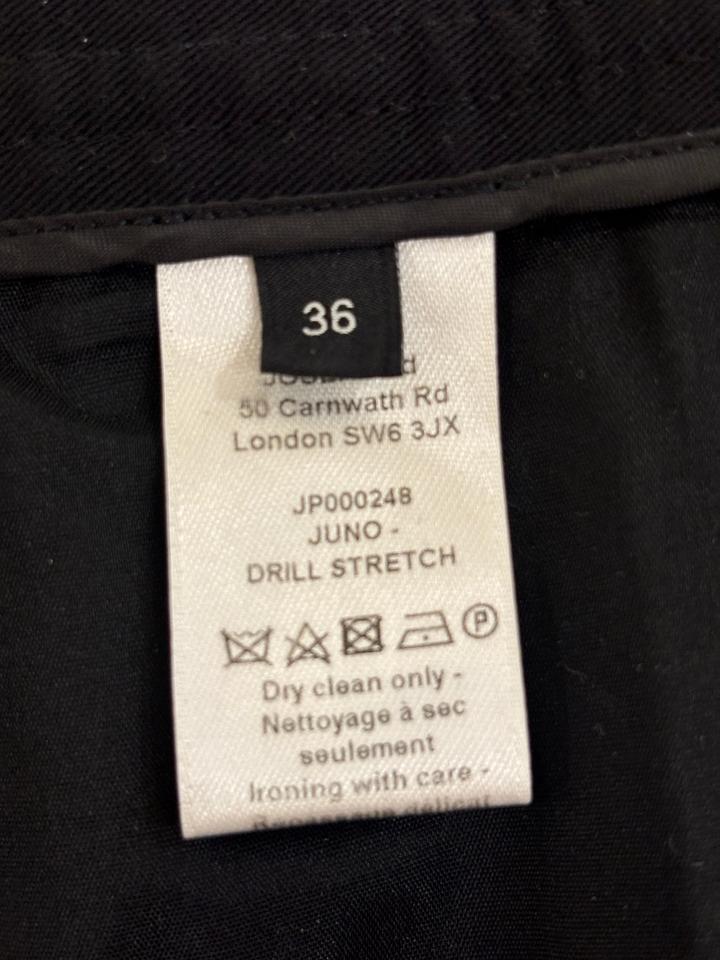 36
50 Carnwath Rd
London SW6 3JX
JP000248
JUNO -
DRILL STRETCH
P
Dry clean only -
Nettoyage à sec
seulement
Ironing with care -